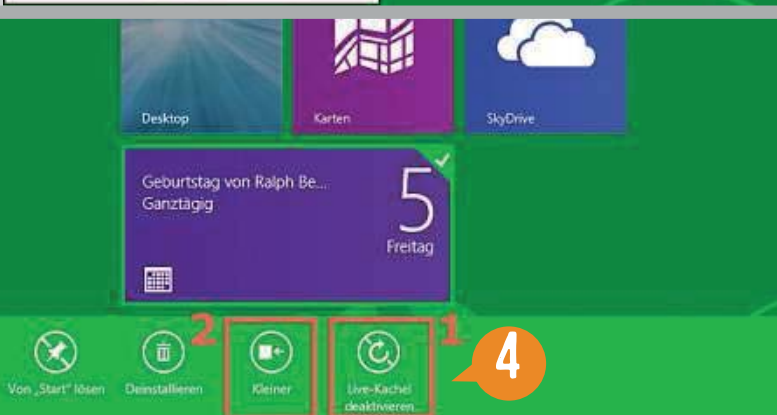 Desktop
Karten
SkyDrive
Geburtstag von Ralph Be...
Ganztägig
5
Freitag
2
1
4
Von „Start“ lösen
Deinstallieren
Kleiner
Live-Kachel
deaktivieren